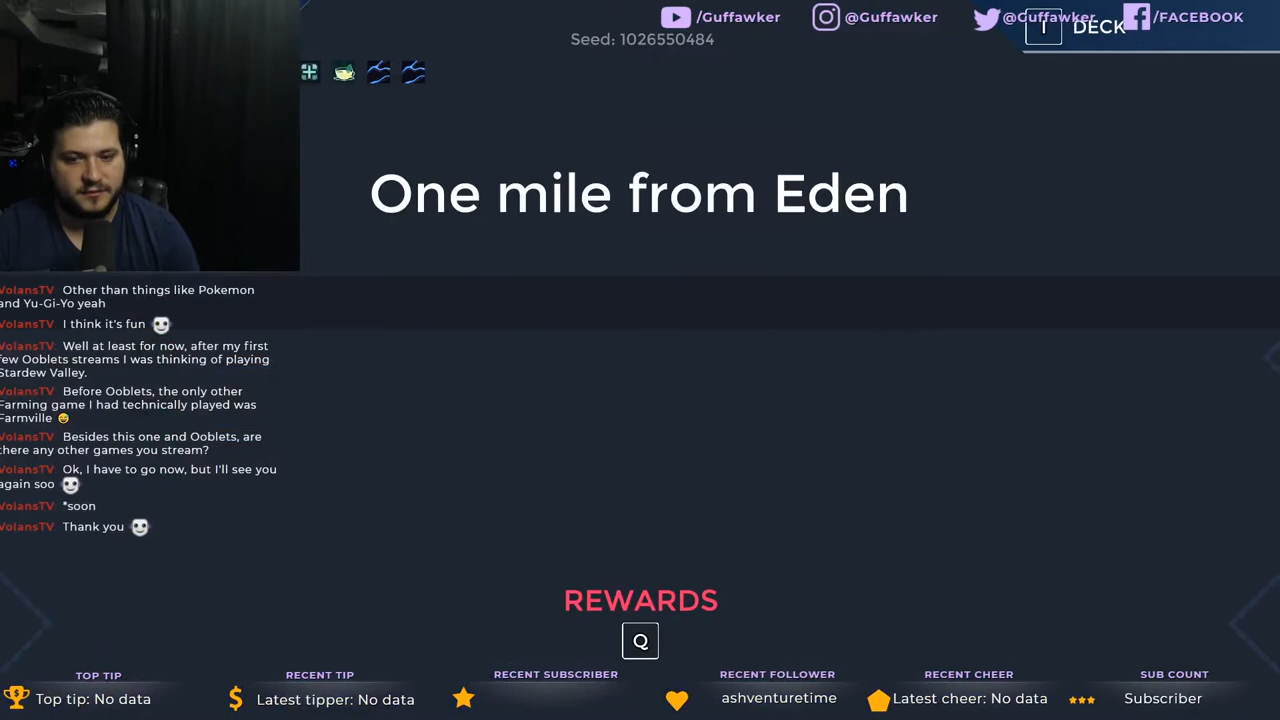 /Guffawker @Guffawker @Guffawker /FACEBOOK
Seed: 1026550484
I DECK
One mile from Eden
VolansTV Other than things like Pokemon
and Yu-Gi-Yo yeah
VolansTV I think it's fun
VolansTV Well at least for now, after my first
few Ooblets streams I was thinking of playing
Stardew Valley.
VolansTV Before Ooblets, the only other
Farming game I had technically played was
Farmville
VolansTV Besides this one and Ooblets, are
there any other games you stream?
VolansTV Ok, I have to go now, but I'll see you
again soo
VolansTV *soon
VolansTV Thank you
REWARDS
Q
TOP TIP
Top tip: No data
RECENT TIP
Latest tipper: No data
RECENT SUBSCRIBER
RECENT FOLLOWER
ashventuretime
RECENT CHEER
Latest cheer: No data
SUB COUNT
Subscriber